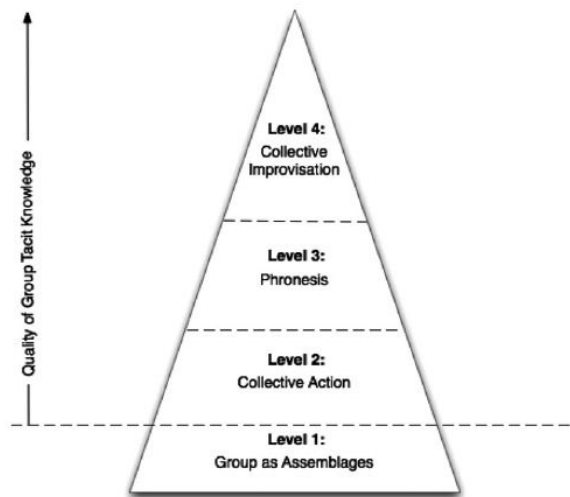 Quality of Group Tacit Knowledge
Level 4:
Collective
Improvisation
Level 3:
Phronesis
Level 2:
Collective Action
Level 1:
Group as Assemblages